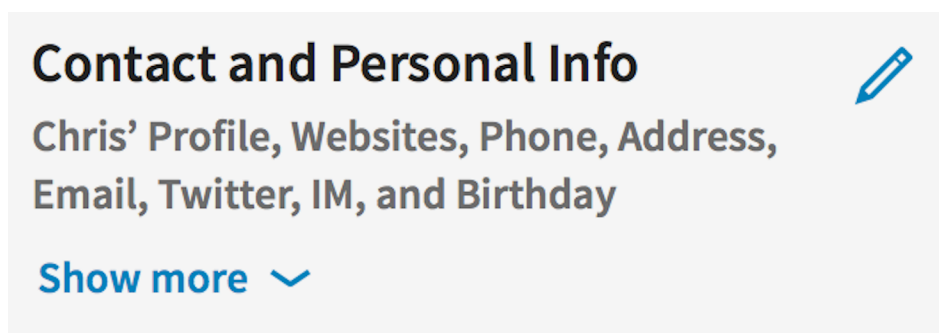 Contact and Personal Info
Chris’ Profile, Websites, Phone, Address,
Email, Twitter, IM, and Birthday
Show more